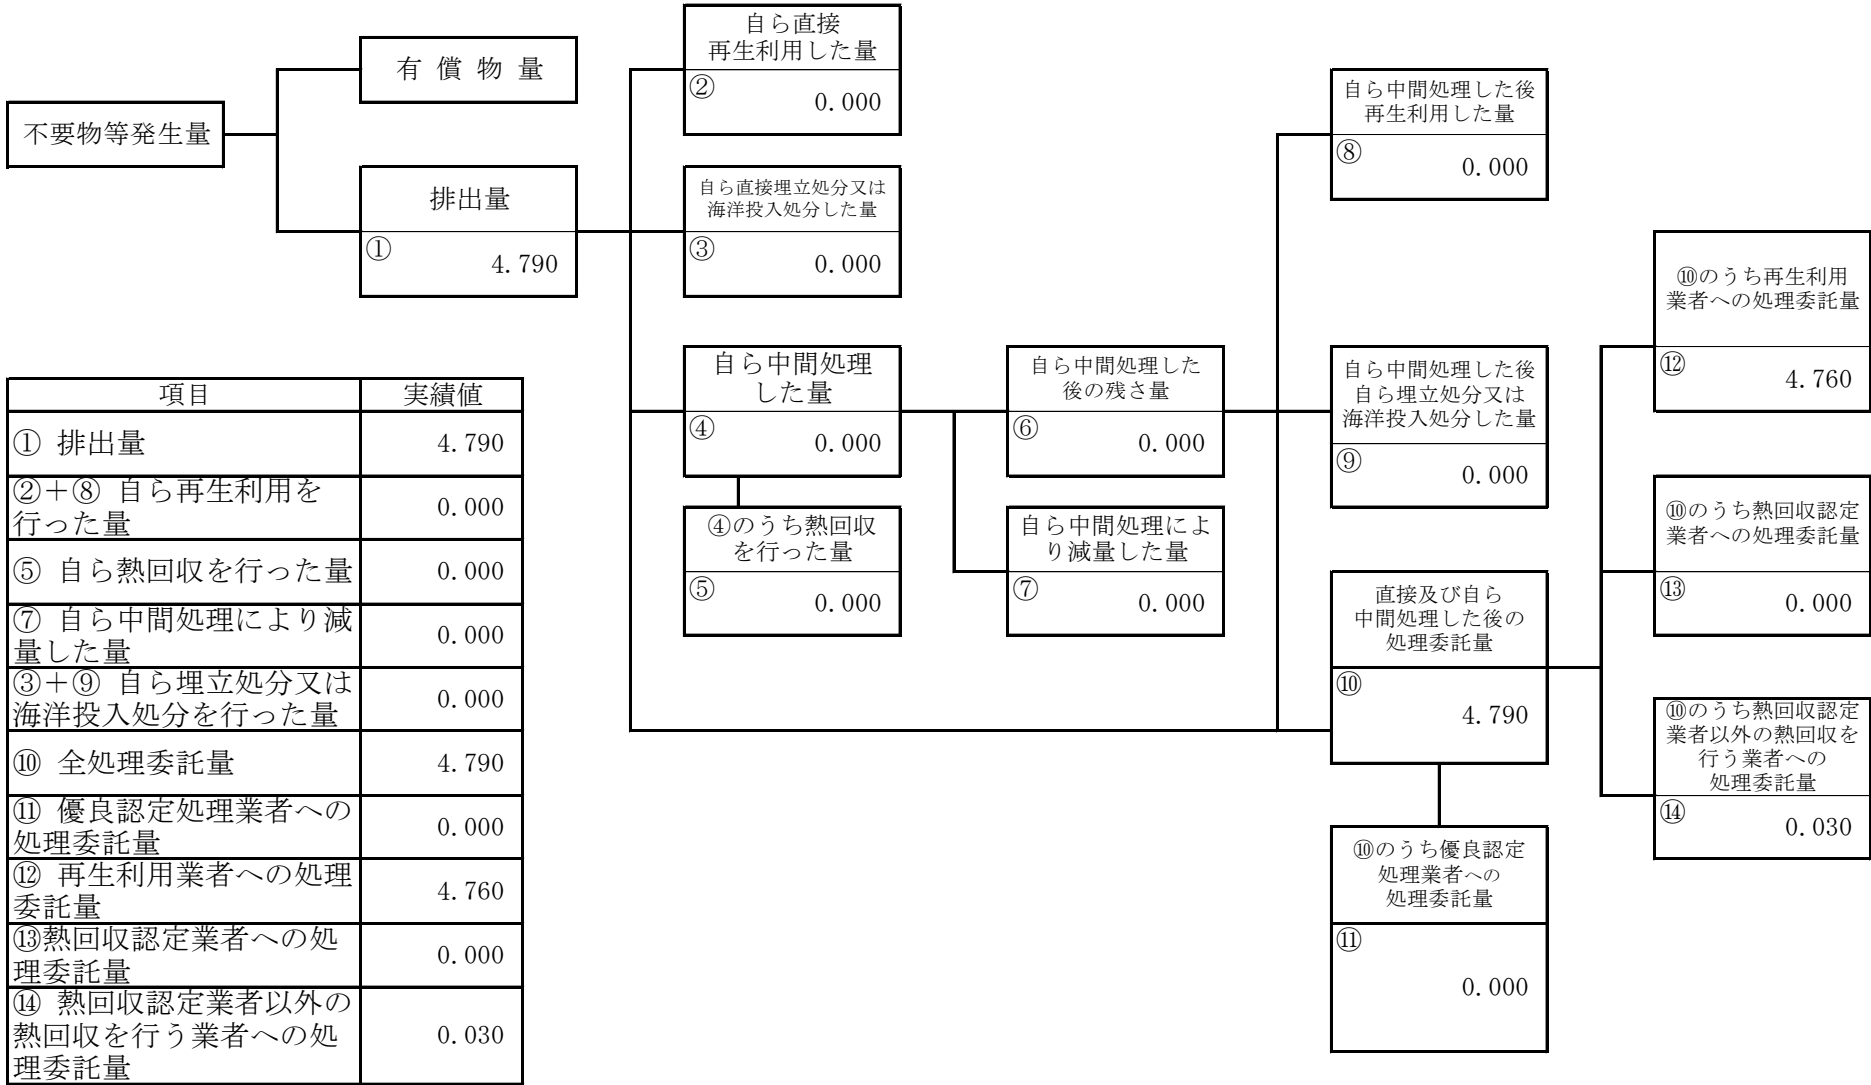 不要物等発生量
有償物量
排出量
①
4.790
自ら直接
再生利用した量
②
0.000
自ら直接埋立処分又は
海洋投入処分した量
③
0.000
自ら中間処理
した量
④
0.000
④のうち熱回収
を行った量
⑤
0.000
自ら中間処理した
後の残さ量
⑥
0.000
自ら中間処理によ
り減量した量
⑦
0.000
自ら中間処理した後
再生利用した量
⑧
0.000
自ら中間処理した後
自ら埋立処分又は
海洋投入処分した量
⑨
0.000
直接及び自ら
中間処理した後の
処理委託量
⑩
4.790
⑩のうち優良認定
処理業者への
処理委託量
⑪
0.000
⑩のうち再生利用
業者への処理委託量
⑫
4.760
⑩のうち熱回収認定
業者への処理委託量
⑬
0.000
⑩のうち熱回収認定
業者以外の熱回収を
行う業者への
処理委託量
⑭
0.030
項目 実績値
① 排出量 4.790
②＋⑧ 自ら再生利用を
行った量 0.000
⑤ 自ら熱回収を行った量 0.000
⑦ 自ら中間処理により減
量した量 0.000
③＋⑨ 自ら埋立処分又は
海洋投入処分を行った量 0.000
⑩ 全処理委託量 4.790
⑪ 優良認定処理業者への
処理委託量 0.000
⑫ 再生利用業者への処理
委託量 4.760
⑬熱回収認定業者への処
理委託量 0.000
⑭ 熱回収認定業者以外の
熱回収を行う業者への処
理委託量 0.030